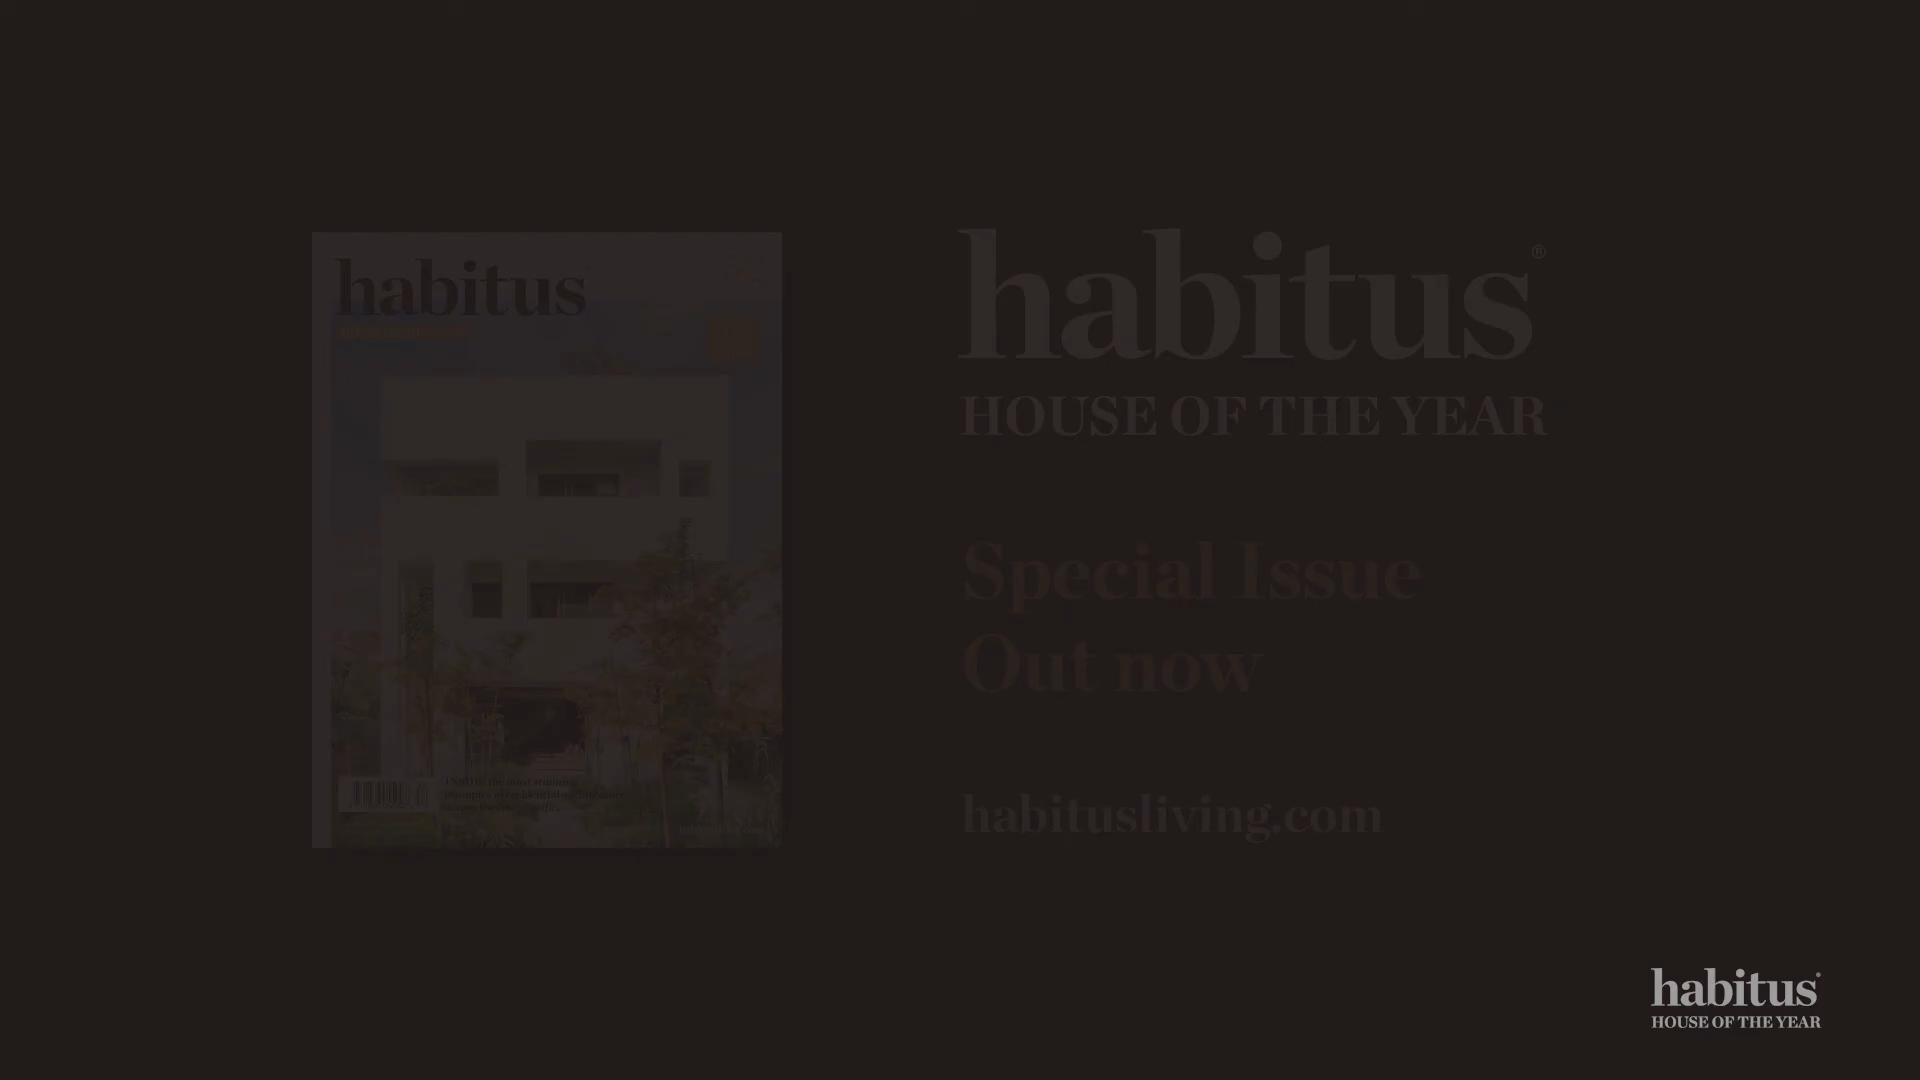 habitus
habitus®
HOUSE OF THE YEAR
Special Issue
Out now
habitusliving.com
habitus
HOUSE OF THE YEAR